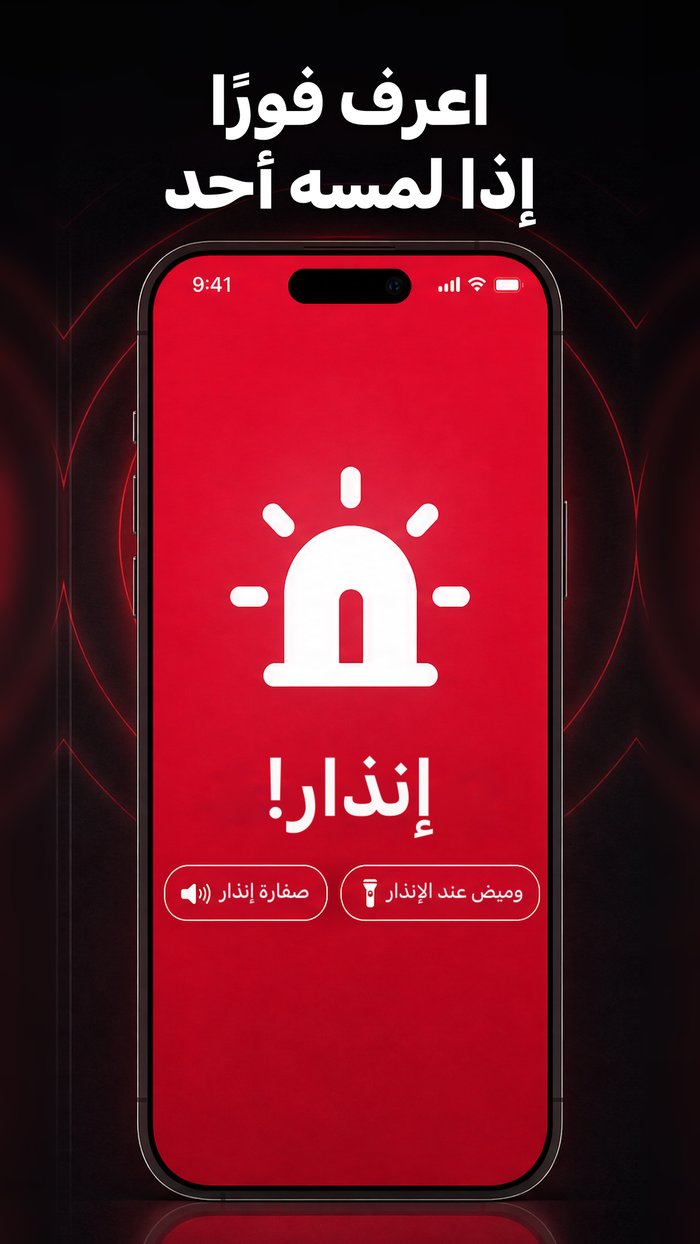 اعرف فورًا
إذا لمسه أحد
9:41
إنذار!
وميض عند الإنذار
صفارة إنذار